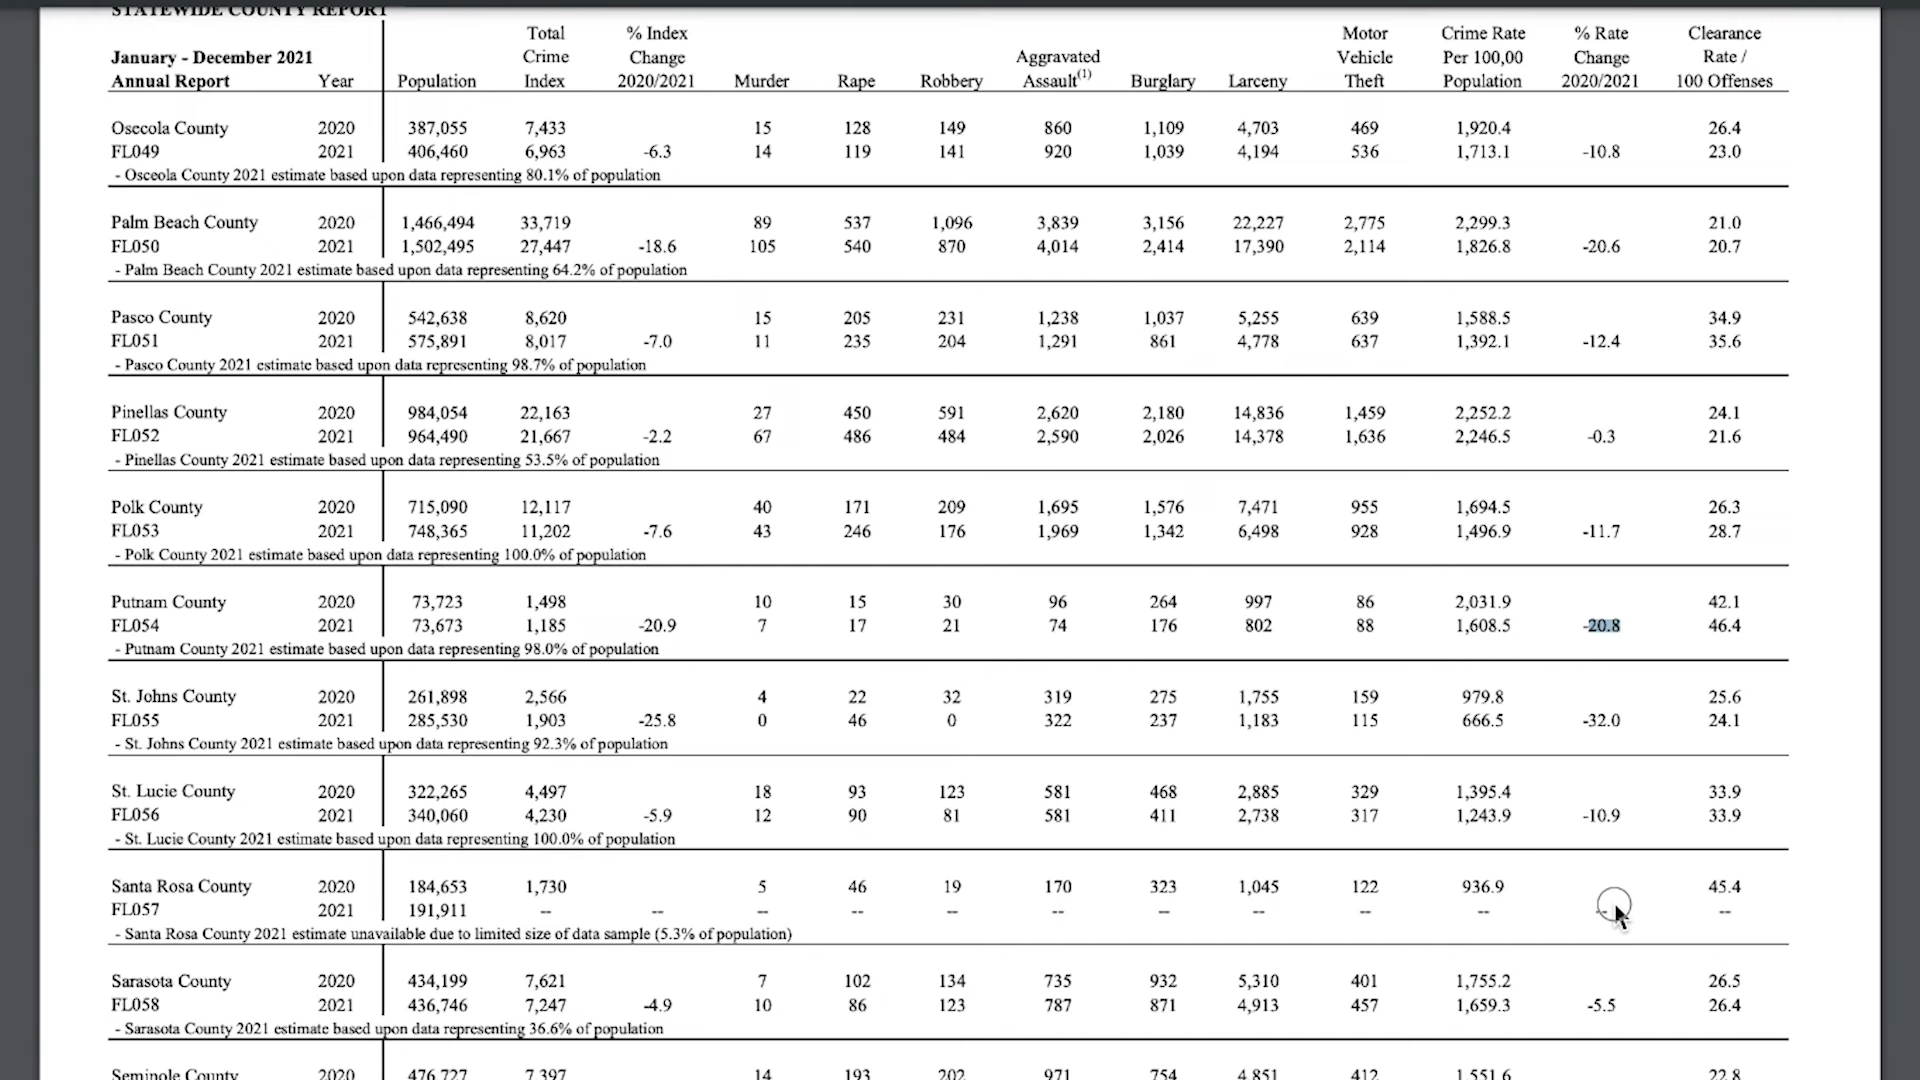 STATEWIDE COUNTY REPORT
Total % Index Motor Crime Rate % Rate Clearance
January - December 2021 Crime Change Aggravated Vehicle Per 100,00 Change Rate /
Annual Report Year Population Index 2020/2021 Murder Rape Robbery Assault(1) Burglary Larceny Theft Population 2020/2021 100 Offenses
Osecola County 2020 387,055 7,433 15 128 149 860 1,109 4,703 469 1,920.4 26.4
FL049 2021 406,460 6,963 -6.3 14 119 141 920 1,039 4,194 536 1,713.1 -10.8 23.0
- Osceola County 2021 estimate based upon data representing 80.1% of population
Palm Beach County 2020 1,466,494 33,719 89 537 1,096 3,839 3,156 22,227 2,775 2,299.3 21.0
FL050 2021 1,502,495 27,447 -18.6 105 540 870 4,014 2,414 17,390 2,114 1,826.8 -20.6 20.7
- Palm Beach County 2021 estimate based upon data representing 64.2% of population
Pasco County 2020 542,638 8,620 15 205 231 1,238 1,037 5,255 639 1,588.5 34.9
FL051 2021 575,891 8,017 -7.0 11 235 204 1,291 861 4,778 637 1,392.1 -12.4 35.6
- Pasco County 2021 estimate based upon data representing 98.7% of population
Pinellas County 2020 984,054 22,163 27 450 591 2,620 2,180 14,836 1,459 2,252.2 24.1
FL052 2021 964,490 21,667 -2.2 67 486 484 2,590 2,026 14,378 1,636 2,246.5 -0.3 21.6
- Pinellas County 2021 estimate based upon data representing 53.5% of population
Polk County 2020 715,090 12,117 40 171 209 1,695 1,576 7,471 955 1,694.5 26.3
FL053 2021 748,365 11,202 -7.6 43 246 176 1,969 1,342 6,498 928 1,496.9 -11.7 28.7
- Polk County 2021 estimate based upon data representing 100.0% of population
Putnam County 2020 73,723 1,498 10 15 30 96 264 997 86 2,031.9 42.1
FL054 2021 73,673 1,185 -20.9 7 17 21 74 176 802 88 1,608.5 -20.8 46.4
- Putnam County 2021 estimate based upon data representing 98.0% of population
St. Johns County 2020 261,898 2,566 4 22 32 319 275 1,755 159 979.8 25.6
FL055 2021 285,530 1,903 -25.8 0 46 0 322 237 1,183 115 666.5 -32.0 24.1
- St. Johns County 2021 estimate based upon data representing 92.3% of population
St. Lucie County 2020 322,265 4,497 18 93 123 581 468 2,885 329 1,395.4 33.9
FL056 2021 340,060 4,230 -5.9 12 90 81 581 411 2,738 317 1,243.9 -10.9 33.9
- St. Lucie County 2021 estimate based upon data representing 100.0% of population
Santa Rosa County 2020 184,653 1,730 5 46 19 170 323 1,045 122 936.9 45.4
FL057 2021 191,911 -- -- -- -- -- -- -- -- -- -- -- --
- Santa Rosa County 2021 estimate unavailable due to limited size of data sample (5.3% of population)
Sarasota County 2020 434,199 7,621 7 102 134 735 932 5,310 401 1,755.2 26.5
FL058 2021 436,746 7,247 -4.9 10 86 123 787 871 4,913 457 1,659.3 -5.5 26.4
- Sarasota County 2021 estimate based upon data representing 36.6% of population
Seminole County 2020 476,727 7,397 14 193 202 971 754 4,851 412 1,551.6 22.8